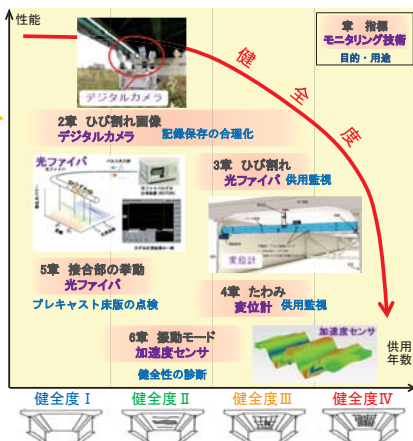 性能
章 指標
モニタリング技術
目的・用途
健全度
デジタルカメラ
2章 ひび割れ画像
デジタルカメラ 記録保存の合理化
光ファイバ
3章 ひび割れ
光ファイバ 供用監視
変位計
5章 接合部の挙動
光ファイバ
プレキャスト床版の点検
4章 たわみ
変位計 供用監視
6章 振動モード
加速度センサ
健全性の診断
加速度センサ
供用
年数
健全度Ⅰ 健全度Ⅱ 健全度Ⅲ 健全度Ⅳ